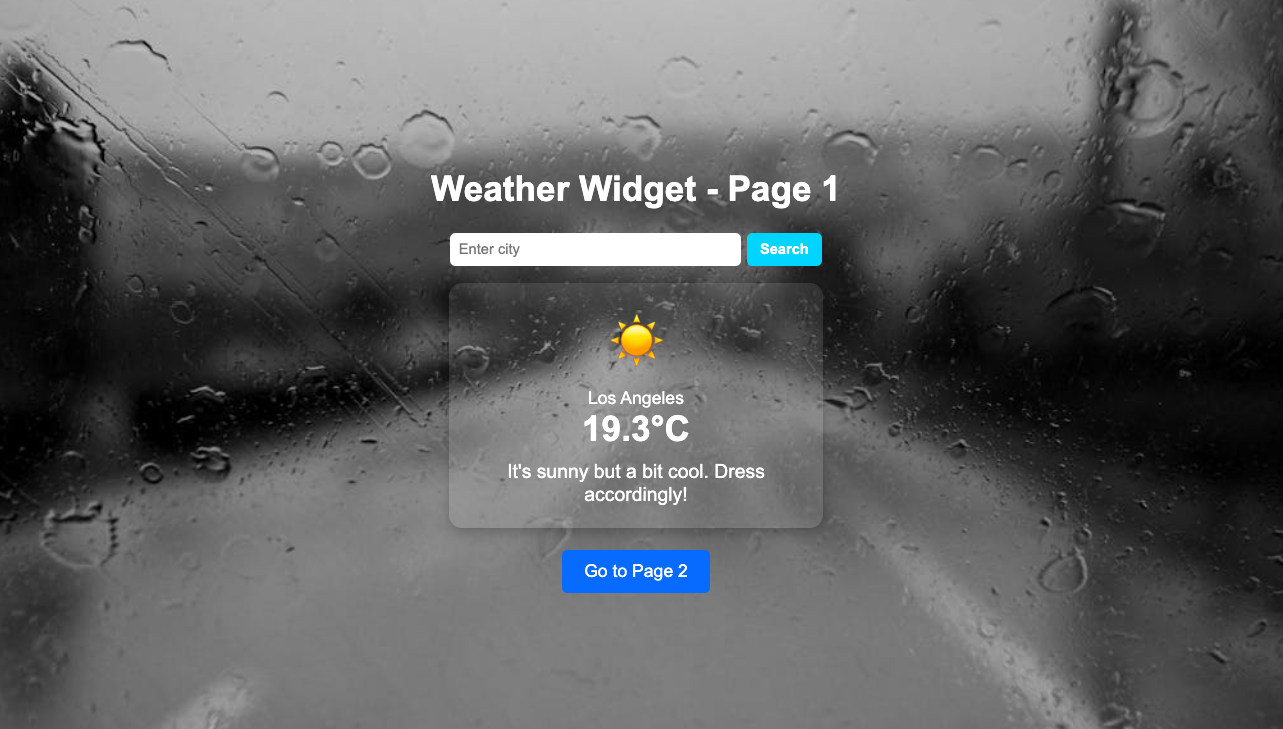 Weather Widget - Page 1
Enter city
Search
Los Angeles
19.3°C
It's sunny but a bit cool. Dress
accordingly!
Go to Page 2